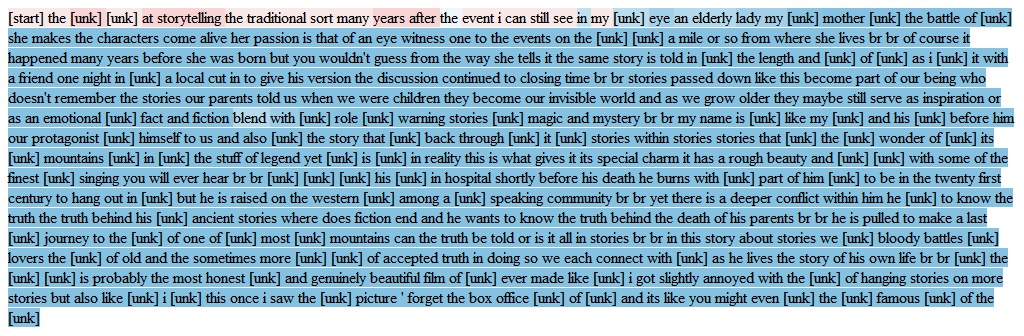 [start] the [unk] [unk] at storytelling the traditional sort many years after the event i can still see in my [unk] eye an elderly lady my [unk] mother [unk] the battle of [unk]
she makes the characters come alive her passion is that of an eye witness one to the events on the [unk] [unk] a mile or so from where she lives br br of course it
happened many years before she was born but you wouldn't guess from the way she tells it the same story is told in [unk] the length and [unk] of [unk] as i [unk] it with
a friend one night in [unk] a local cut in to give his version the discussion continued to closing time br br stories passed down like this become part of our being who
doesn't remember the stories our parents told us when we were children they become our invisible world and as we grow older they maybe still serve as inspiration or
as an emotional [unk] fact and fiction blend with [unk] role [unk] warning stories [unk] magic and mystery br br my name is [unk] like my [unk] and his [unk] before him
our protagonist [unk] himself to us and also [unk] the story that [unk] back through [unk] it [unk] stories within stories stories that [unk] the [unk] wonder of [unk] its
[unk] mountains [unk] in [unk] the stuff of legend yet [unk] is [unk] in reality this is what gives it its special charm it has a rough beauty and [unk] [unk] with some of the
finest [unk] singing you will ever hear br br [unk] [unk] [unk] his [unk] in hospital shortly before his death he burns with [unk] part of him [unk] to be in the twenty first
century to hang out in [unk] but he is raised on the western [unk] among a [unk] speaking community br br yet there is a deeper conflict within him he [unk] to know the
truth the truth behind his [unk] ancient stories where does fiction end and he wants to know the truth behind the death of his parents br br he is pulled to make a last
[unk] journey to the [unk] of one of [unk] most [unk] mountains can the truth be told or is it all in stories br br in this story about stories we [unk] bloody battles [unk]
lovers the [unk] of old and the sometimes more [unk] [unk] of accepted truth in doing so we each connect with [unk] as he lives the story of his own life br br [unk] the
[unk] [unk] is probably the most honest [unk] and genuinely beautiful film of [unk] ever made like [unk] i got slightly annoyed with the [unk] of hanging stories on more
stories but also like [unk] i [unk] this once i saw the [unk] picture ' forget the box office [unk] of [unk] and its like you might even [unk] the [unk] famous [unk] of the
[unk]